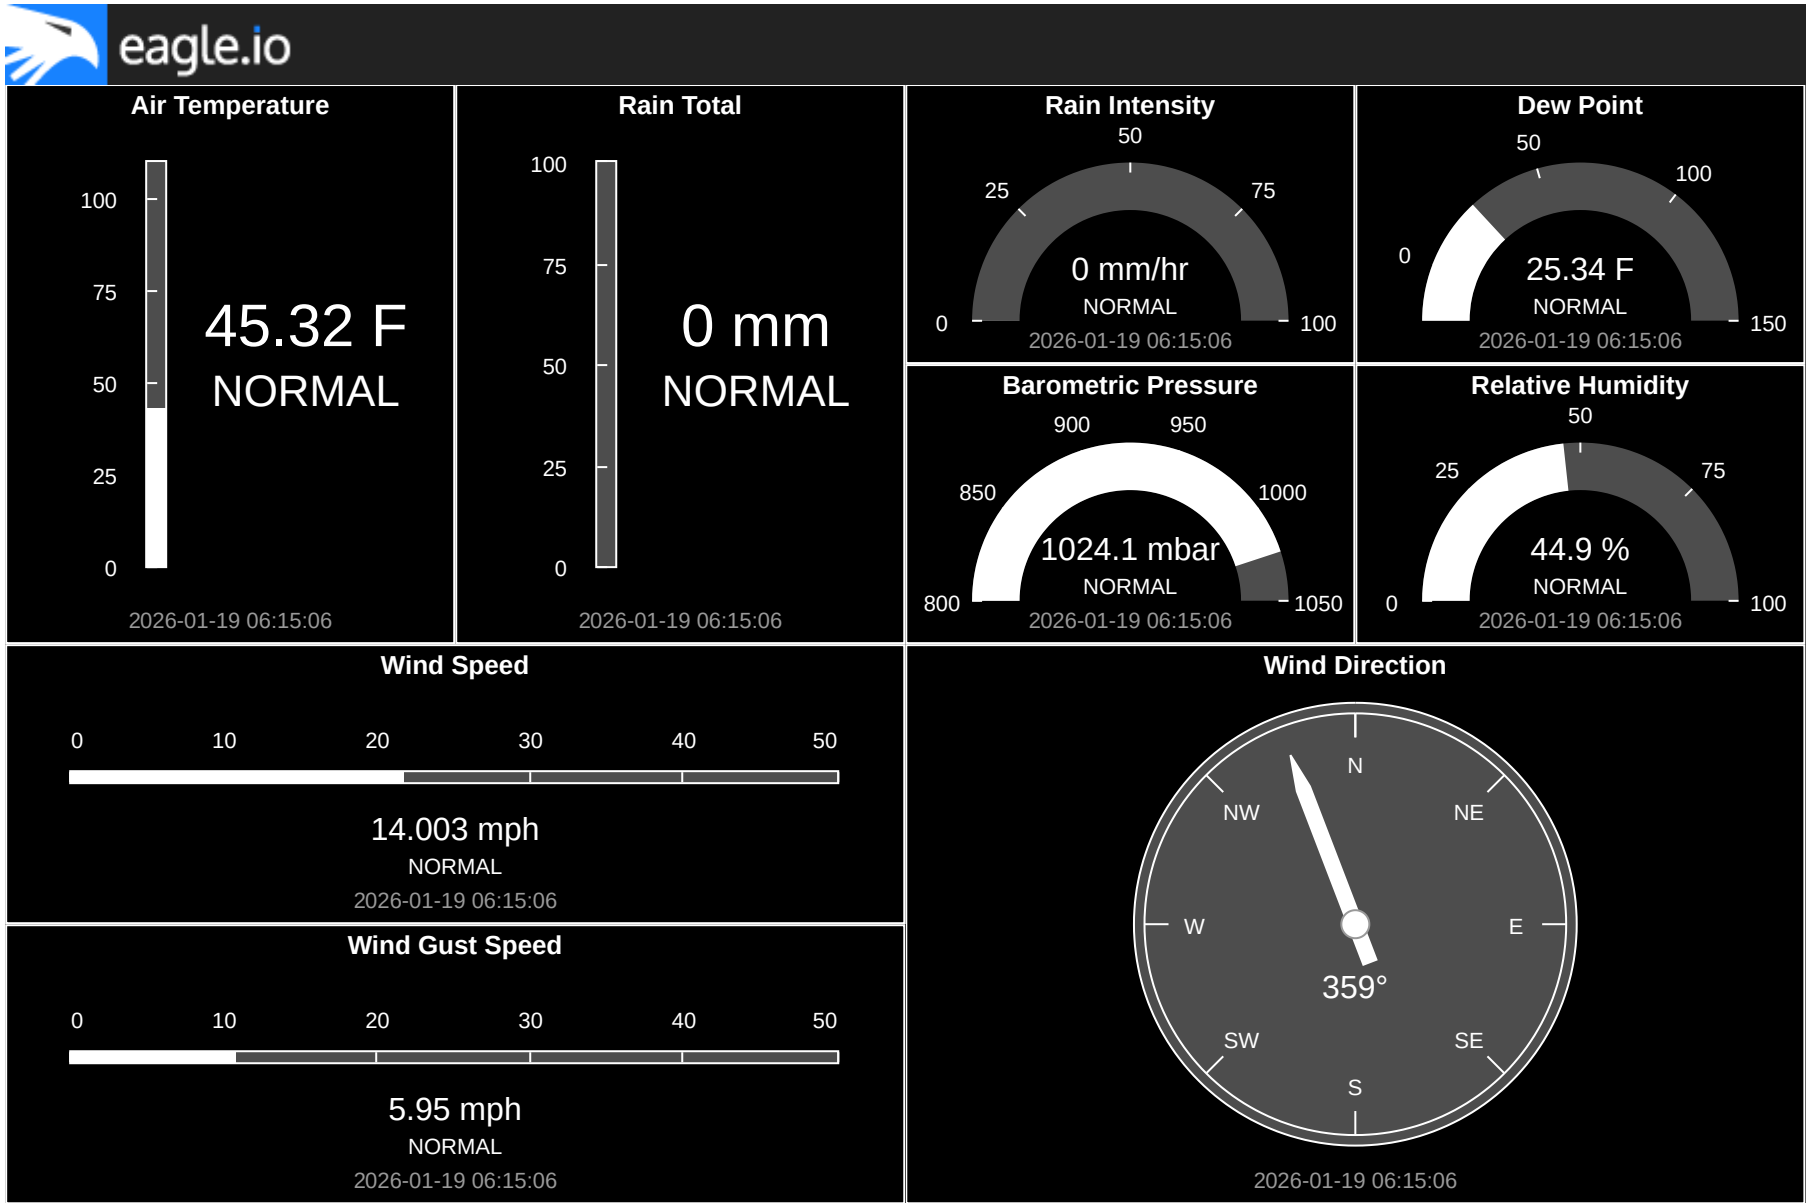 eagle.io
Air Temperature
100
75
50
25
0
45.32 F
NORMAL
2026-01-19 06:15:06
Rain Total
100
75
50
25
0
0 mm
NORMAL
2026-01-19 06:15:06
Rain Intensity
50
25
75
0
100
0 mm/hr
NORMAL
2026-01-19 06:15:06
Dew Point
50
100
0
150
25.34 F
NORMAL
2026-01-19 06:15:06
Barometric Pressure
900
950
850
1000
800
1050
1024.1 mbar
NORMAL
2026-01-19 06:15:06
Relative Humidity
50
25
75
0
100
44.9 %
NORMAL
2026-01-19 06:15:06
Wind Speed
0 10 20 30 40 50
14.003 mph
NORMAL
2026-01-19 06:15:06
Wind Gust Speed
0 10 20 30 40 50
5.95 mph
NORMAL
2026-01-19 06:15:06
Wind Direction
N
NW
NE
W
E
359°
SW
SE
S
2026-01-19 06:15:06